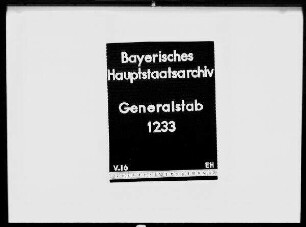 Bayerisches
Hauptstaatsarchiv
Generalstab
1233
V.16 EH